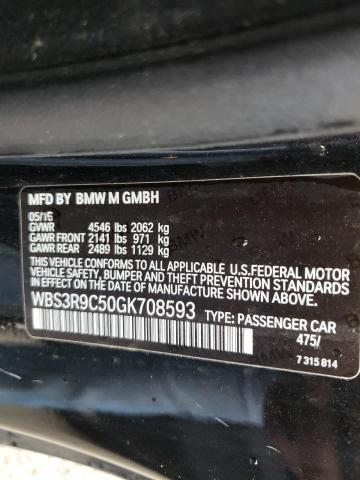 MFD BY BMW M GMBH
05/16
GVWR 4546 lbs 2062 kg
GAWR FRONT 2141 lbs 971 kg
GAWR REAR 2489 lbs 1129 kg
THIS VEHICLE CONFORMS TO ALL APPLICABLE U.S.FEDERAL MOTOR
VEHICLE SAFETY, BUMPER AND THEFT PREVENTION STANDARDS
IN EFFECT ON THE DATE OF MANUFACTURE SHOWN ABOVE.
WBS3R9C50GK708593 TYPE: PASSENGER CAR
475/
7 315 814